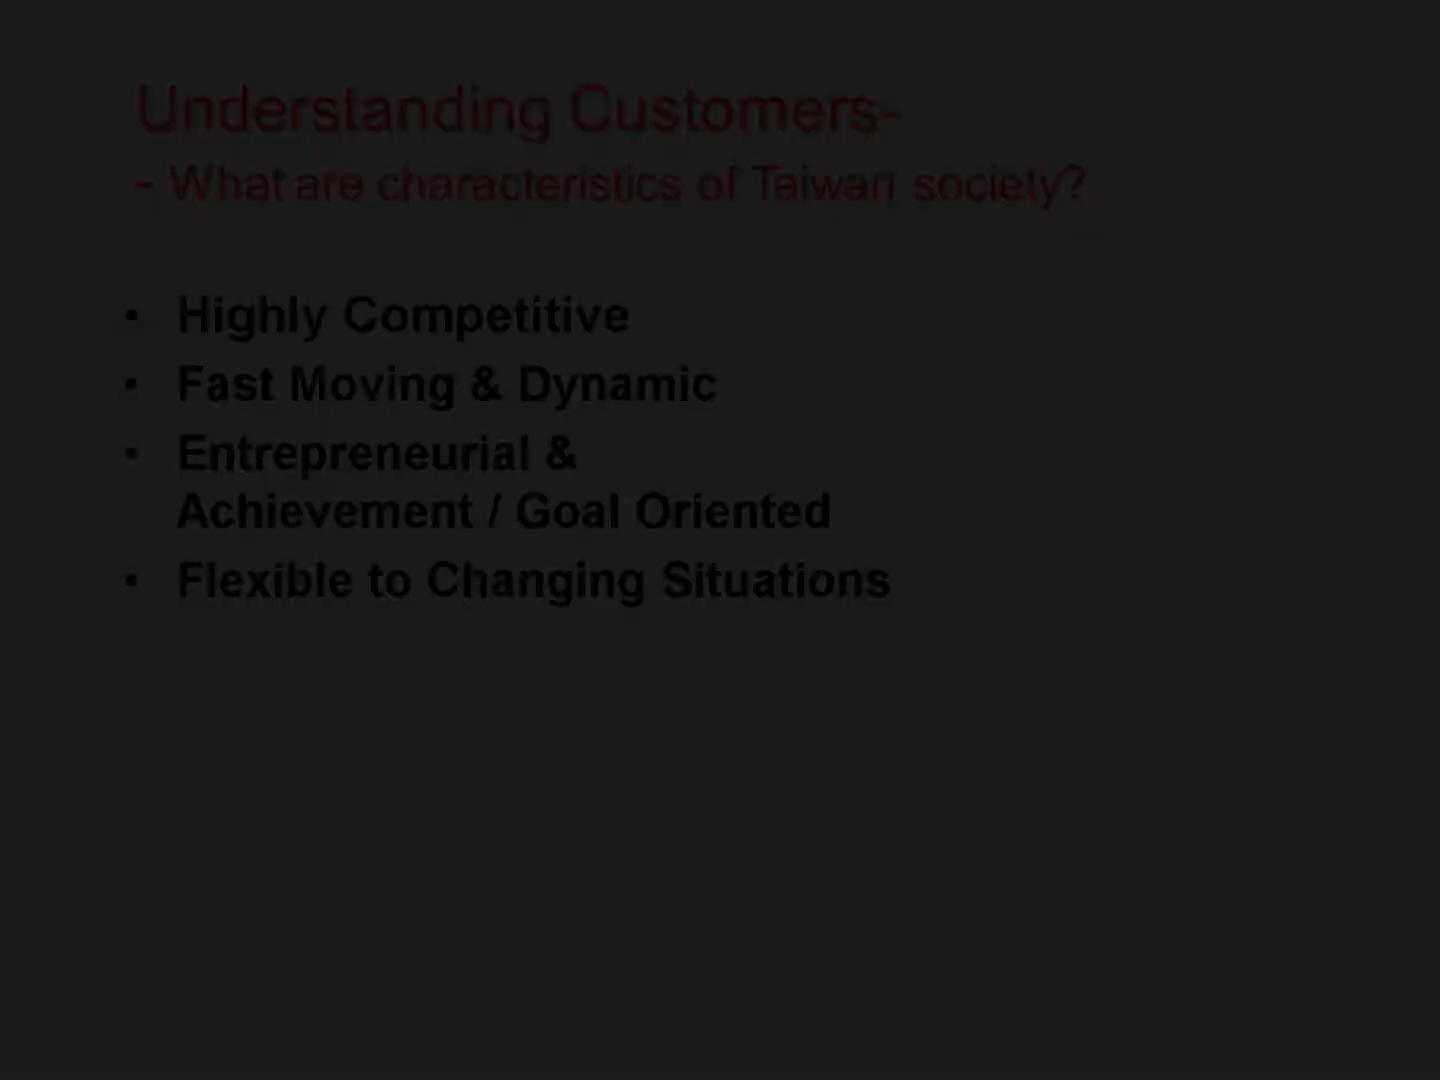 Understanding Customers-
- What are characteristics of Taiwan society?
• Highly Competitive
• Fast Moving & Dynamic
• Entrepreneurial &
Achievement / Goal Oriented
• Flexible to Changing Situations